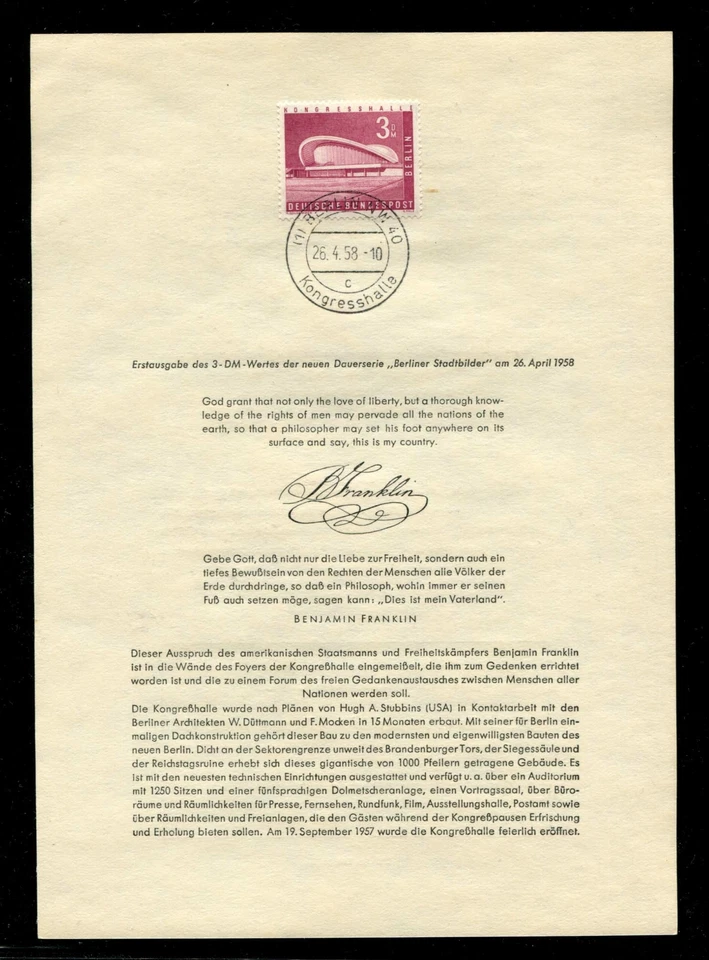 KONGRESSHALLE
3 DM
BERLIN
DEUTSCHE BUNDESPOST
(1) BERLIN NW 40
26.4.58-10
c
Kongresshalle
Erstausgabe des 3-DM-Wertes der neuen Dauerserie „Berliner Stadtbilder" am 26. April 1958
God grant that not only the love of liberty, but a thorough know-
ledge of the rights of men may pervade all the nations of the
earth, so that a philosopher may set his foot anywhere on its
surface and say, this is my country.
B Franklin
Gebe Gott, daß nicht nur die Liebe zur Freiheit, sondern auch ein
tiefes Bewußtsein von den Rechten der Menschen alle Völker der
Erde durchdringe, so daß ein Philosoph, wohin immer er seinen
Fuß auch setzen möge, sagen kann: „Dies ist mein Vaterland".
BENJAMIN FRANKLIN
Dieser Ausspruch des amerikanischen Staatsmanns und Freiheitskämpfers Benjamin Franklin
ist in die Wände des Foyers der Kongreßhalle eingemeißelt, die ihm zum Gedenken errichtet
worden ist und die zu einem Forum des freien Gedankenaustausches zwischen Menschen aller
Nationen werden soll.
Die Kongreßhalle wurde nach Plänen von Hugh A. Stubbins (USA) in Kontaktarbeit mit den
Berliner Architekten W. Düttmann und F. Mocken in 15 Monaten erbaut. Mit seiner für Berlin ein-
maligen Dachkonstruktion gehört dieser Bau zu den modernsten und eigenwilligsten Bauten des
neuen Berlin. Dicht an der Sektorengrenze unweit des Brandenburger Tors, der Siegessäule und
der Reichstagsruine erhebt sich dieses gigantische von 1000 Pfeilern getragene Gebäude. Es
ist mit den neuesten technischen Einrichtungen ausgestattet und verfügt u. a. über ein Auditorium
mit 1250 Sitzen und einer fünfsprachigen Dolmetscheranlage, einen Vortragssaal, über Büro-
räume und Räumlichkeiten für Presse, Fernsehen, Rundfunk, Film, Ausstellungshalle, Postamt sowie
über Räumlichkeiten und Freianlagen, die den Gästen während der Kongreßpausen Erfrischung
und Erholung bieten sollen. Am 19. September 1957 wurde die Kongreßhalle feierlich eröffnet.